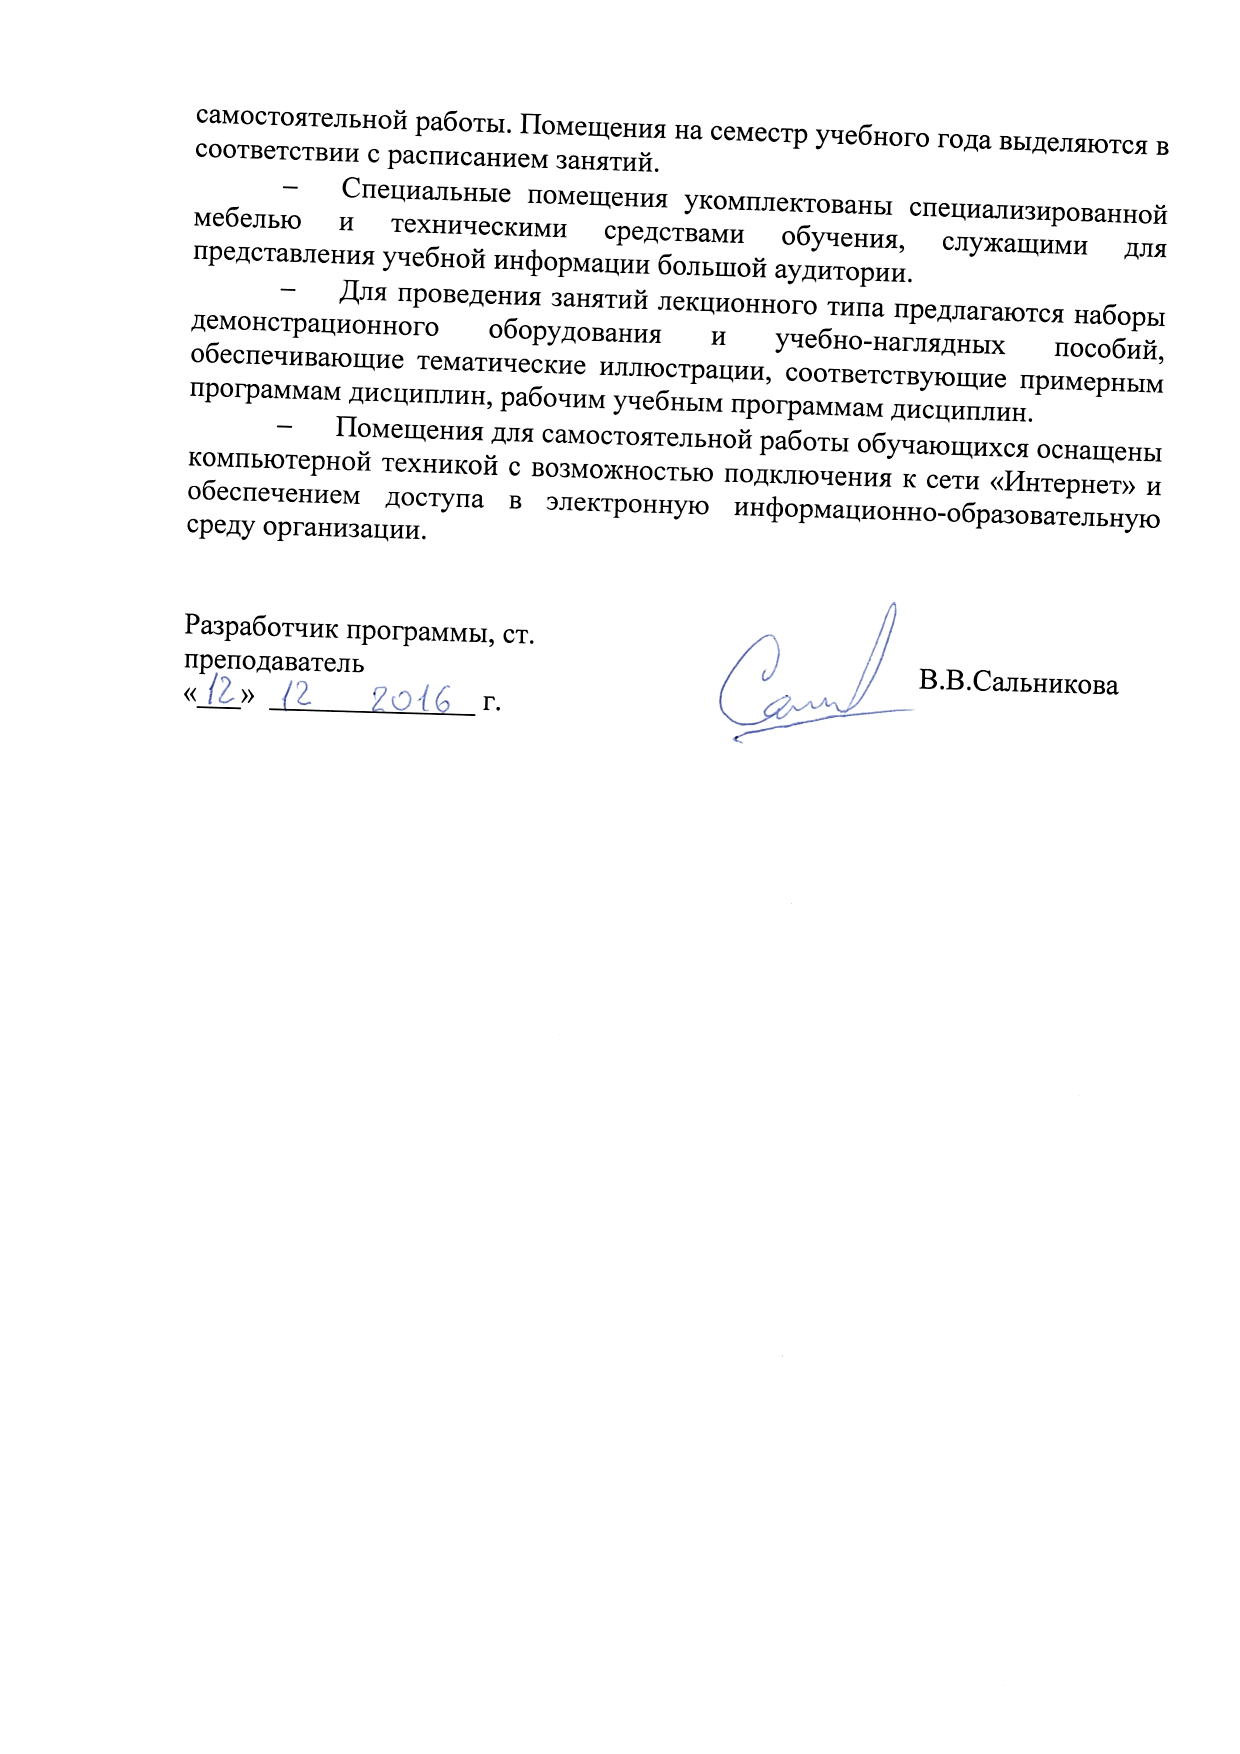 самостоятельной работы. Помещения на семестр учебного года выделяются в
соответствии с расписанием занятий.
– Специальные помещения укомплектованы специализированной
мебелью и техническими средствами обучения, служащими для
представления учебной информации большой аудитории.
– Для проведения занятий лекционного типа предлагаются наборы
демонстрационного оборудования и учебно-наглядных пособий,
обеспечивающие тематические иллюстрации, соответствующие примерным
программам дисциплин, рабочим учебным программам дисциплин.
– Помещения для самостоятельной работы обучающихся оснащены
компьютерной техникой с возможностью подключения к сети «Интернет» и
обеспечением доступа в электронную информационно-образовательную
среду организации.
Разработчик программы, ст.
преподаватель
«12» 12 2016 г.
В.В.Сальникова